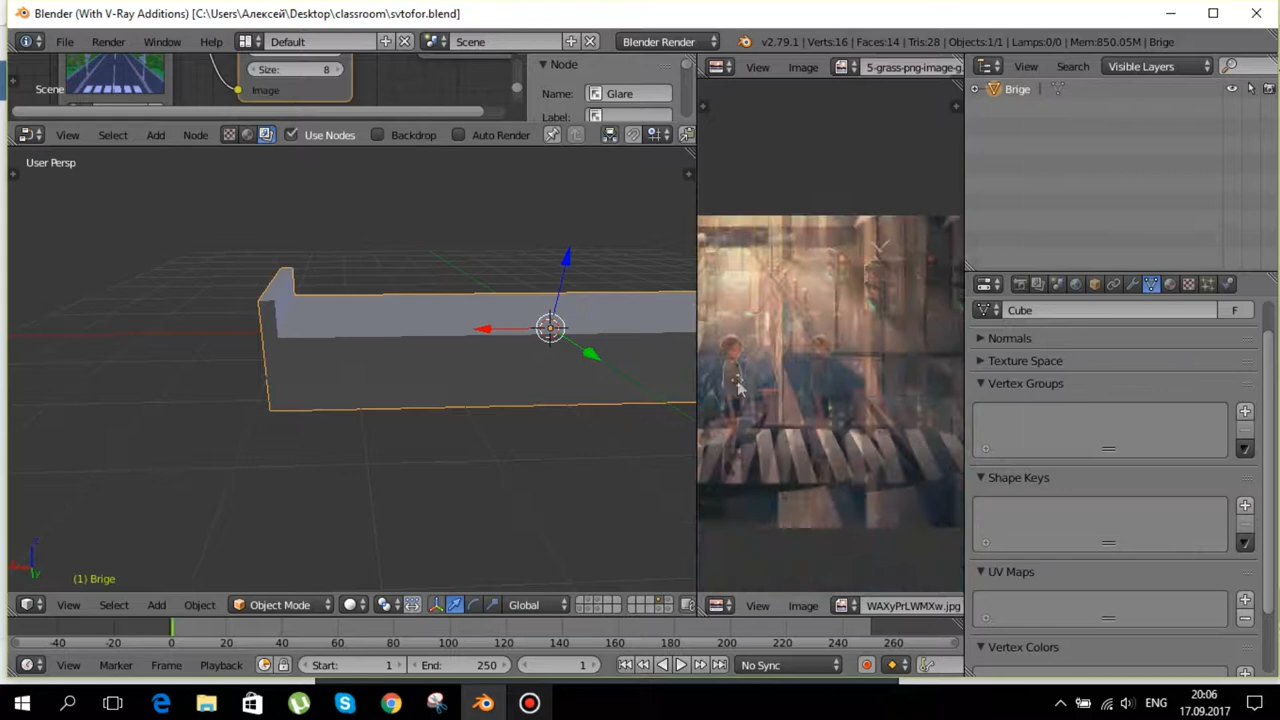 Blender (With V-Ray Additions) [C:\Users\Алексей\Desktop\classroom\svtofor.blend]
File Render Window Help Default Scene Blender Render v2.79.1 | Verts:16 | Faces:14 | Tris:28 | Objects:1/1 | Lamps:0/0 | Mem:850.05M | Brige
Size: 8
Image
Scene
Node
Name: Glare
Label:
View Image 5-grass-png-image-g
View Search Visible Layers
Brige
View Select Add Node Use Nodes Backdrop Auto Render
User Persp
(1) Brige
Cube F
Normals
Texture Space
Vertex Groups
Shape Keys
UV Maps
Vertex Colors
View Select Add Object Object Mode Global
View Image WAXyPrLWMXw.jpg
-40 -20 0 20 40 60 80 100 120 140 160 180 200 220 240 260
View Marker Frame Playback Start: 1 End: 250 1 No Sync
ENG
20:06
17.09.2017